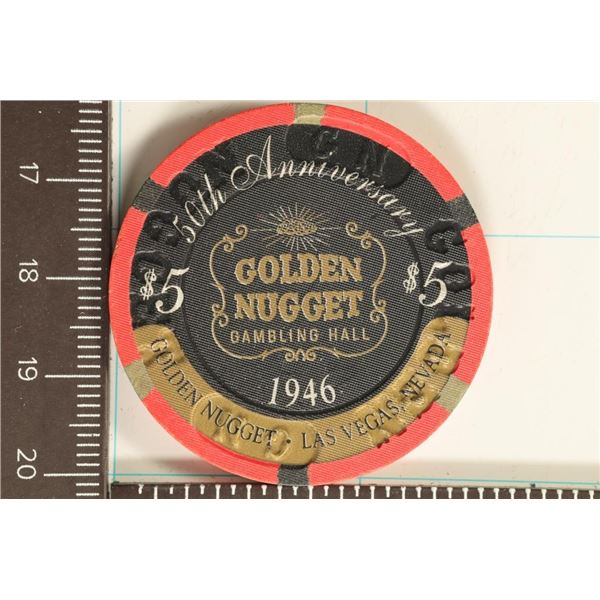 50th Anniversary
$5
GOLDEN
NUGGET
GAMBLING HALL
$5
1946
GOLDEN NUGGET • LAS VEGAS, NEVADA
17
18
19
20